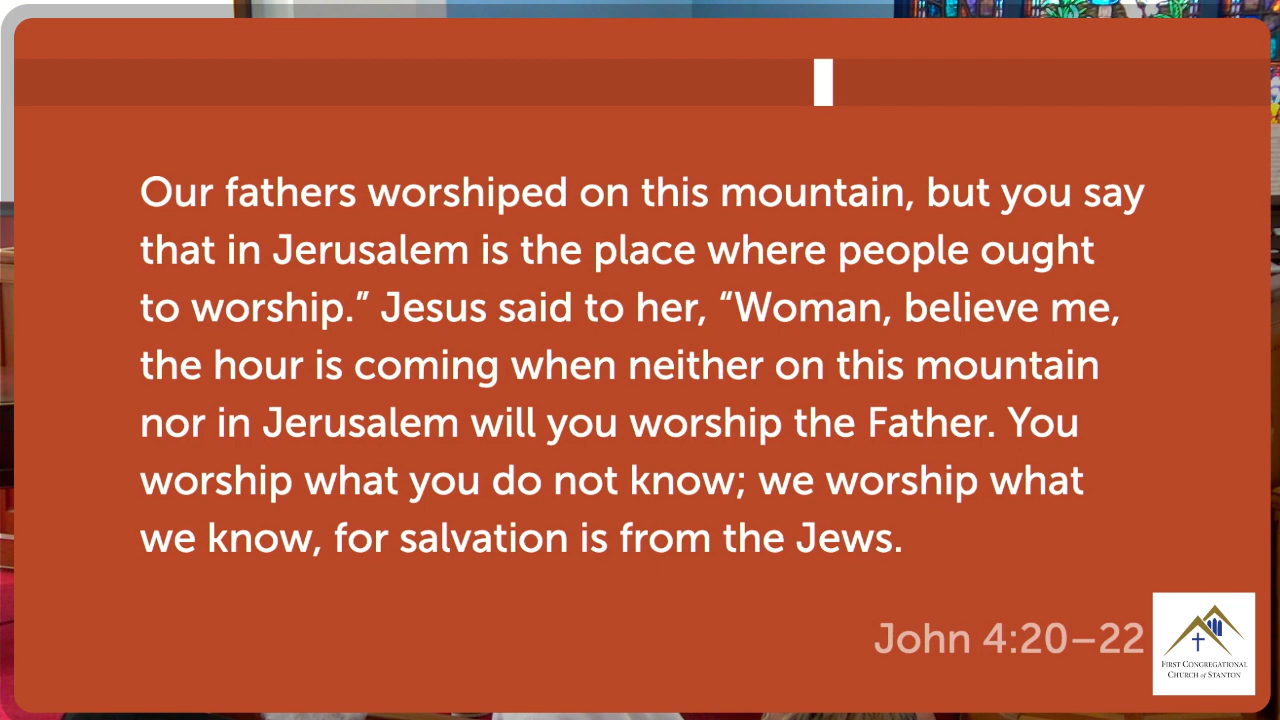 Our fathers worshiped on this mountain, but you say
that in Jerusalem is the place where people ought
to worship.” Jesus said to her, “Woman, believe me,
the hour is coming when neither on this mountain
nor in Jerusalem will you worship the Father. You
worship what you do not know; we worship what
we know, for salvation is from the Jews.
John 4:20–22
First Congregational
Church of Stanton